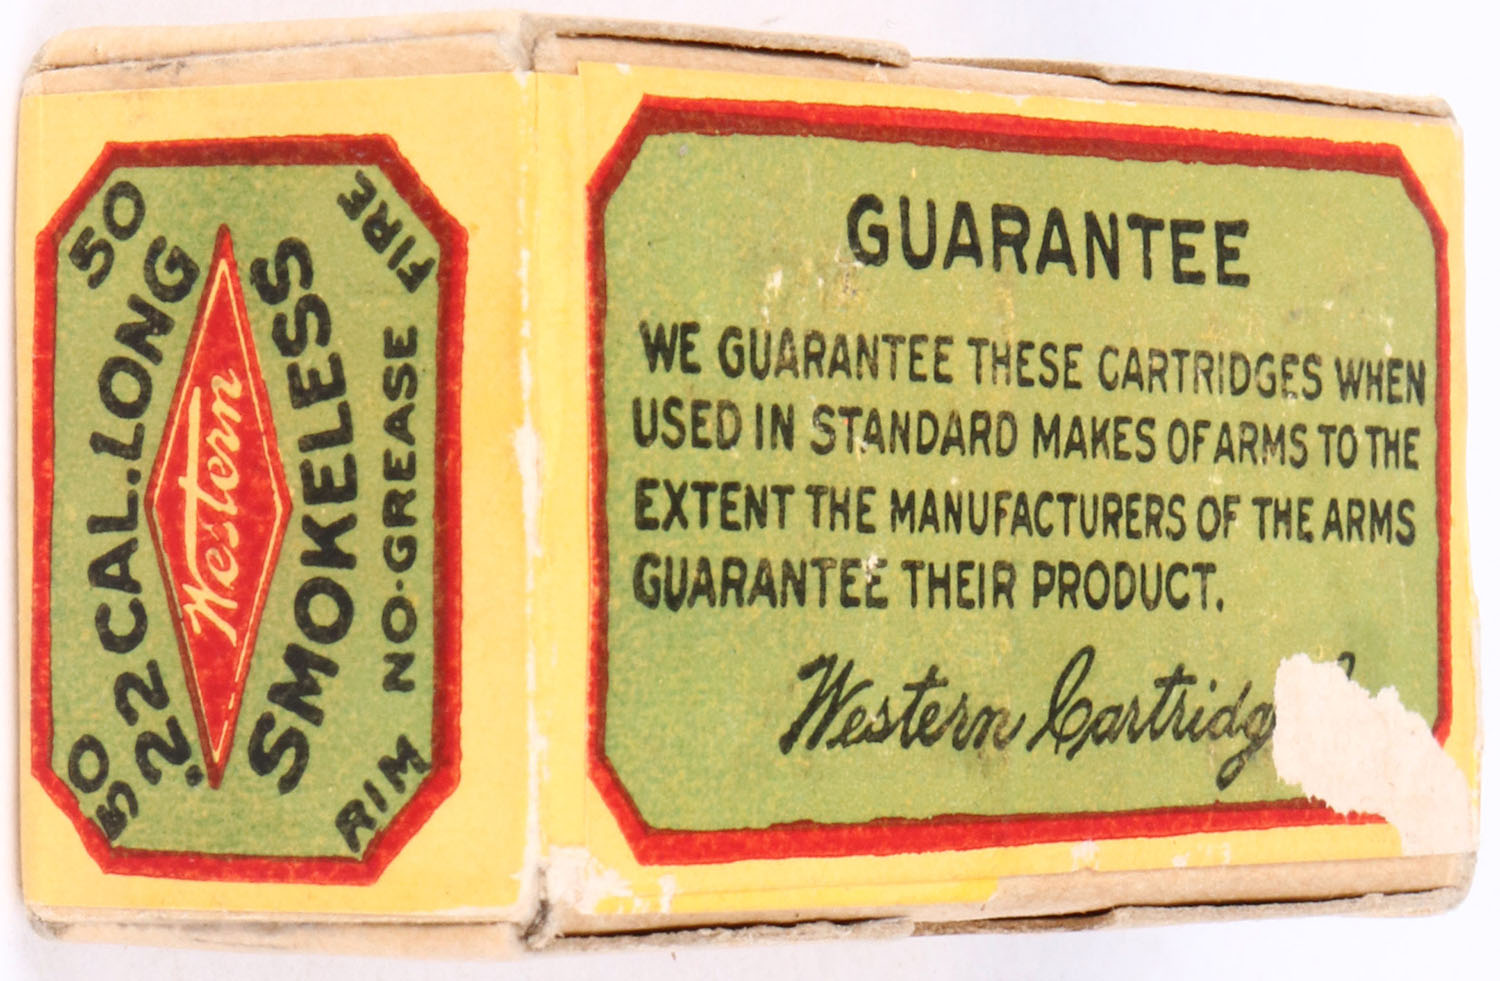 50
50
.22 CAL. LONG
Western
SMOKELESS
NO-GREASE
RIM
FIRE
GUARANTEE
WE GUARANTEE THESE CARTRIDGES WHEN
USED IN STANDARD MAKES OF ARMS TO THE
EXTENT THE MANUFACTURERS OF THE ARMS
GUARANTEE THEIR PRODUCT.
Western